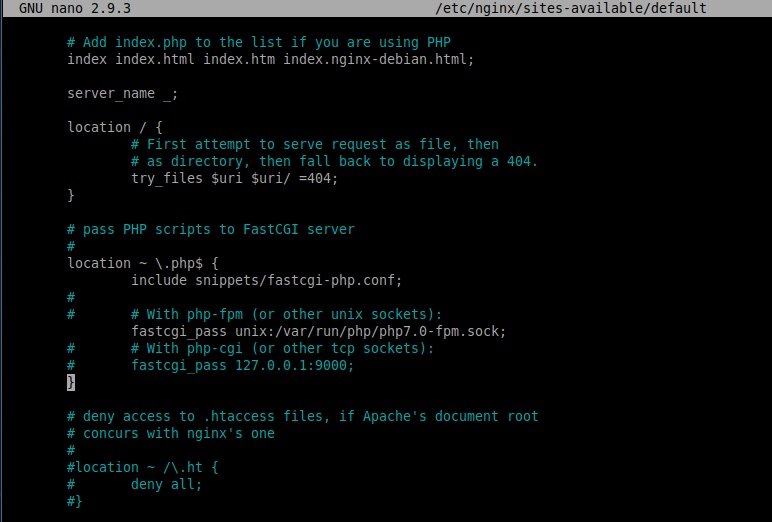 GNU nano 2.9.3 /etc/nginx/sites-available/default
# Add index.php to the list if you are using PHP
index index.html index.htm index.nginx-debian.html;
server_name _;
location / {
# First attempt to serve request as file, then
# as directory, then fall back to displaying a 404.
try_files $uri $uri/ =404;
}
# pass PHP scripts to FastCGI server
#
location ~ \.php$ {
include snippets/fastcgi-php.conf;
#
# # With php-fpm (or other unix sockets):
fastcgi_pass unix:/var/run/php/php7.0-fpm.sock;
# # With php-cgi (or other tcp sockets):
# fastcgi_pass 127.0.0.1:9000;
}
# deny access to .htaccess files, if Apache's document root
# concurs with nginx's one
#
#location ~ /\.ht {
# deny all;
#}